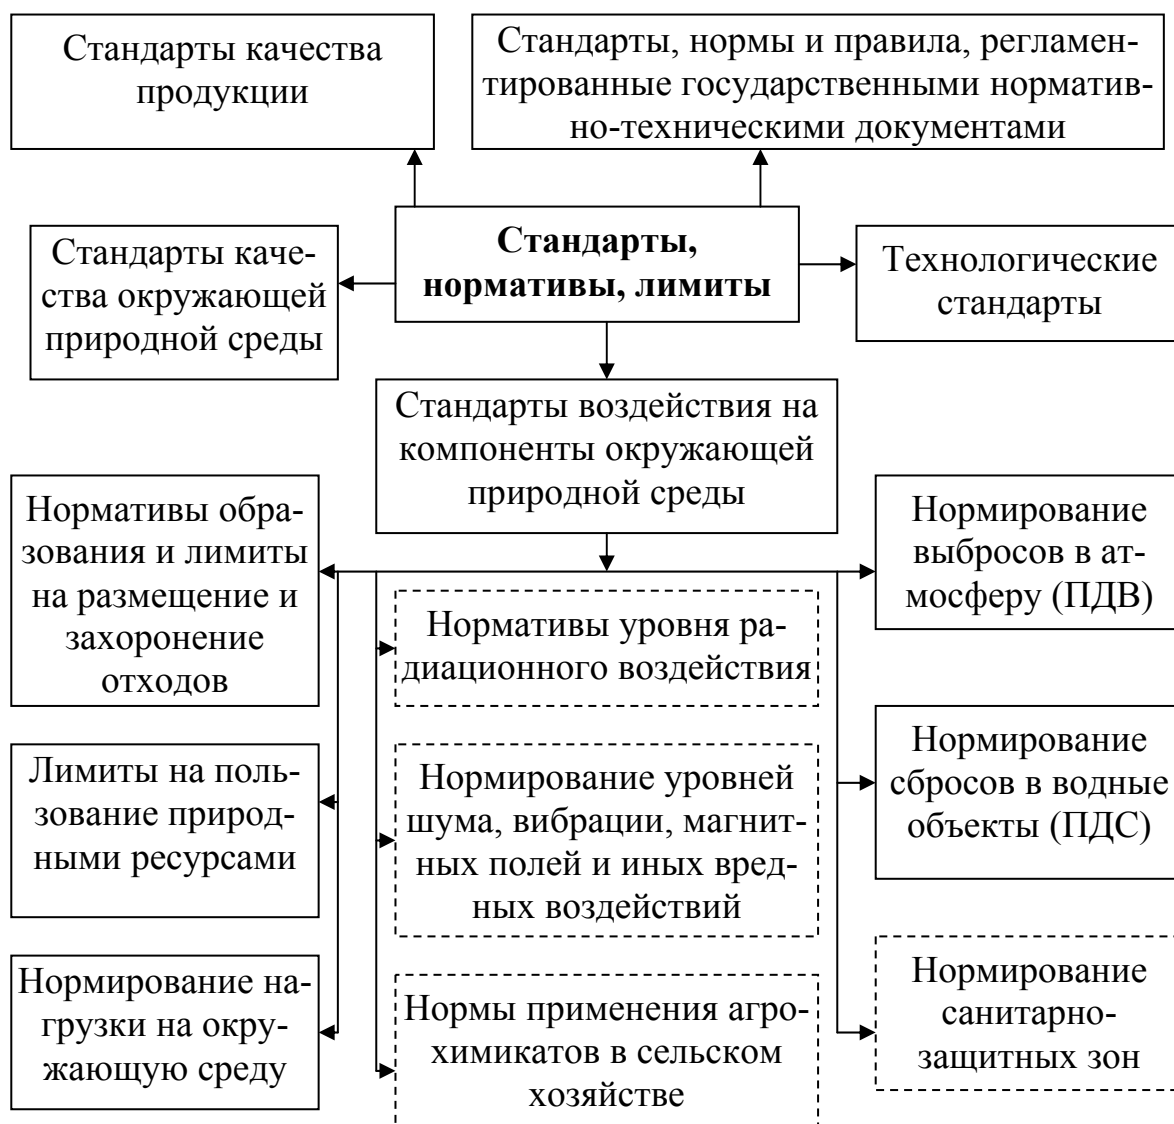 Стандарты качества
продукции
Стандарты, нормы и правила, регламен-
тированные государственными норматив-
но-техническими документами
Стандарты,
нормативы, лимиты
Стандарты каче-
ства окружающей
природной среды
Технологические
стандарты
Стандарты воздействия на
компоненты окружающей
природной среды
Нормативы обра-
зования и лимиты
на размещение и
захоронение
отходов
Нормативы уровня ра-
диационного воздействия
Нормирование
выбросов в ат-
мосферу (ПДВ)
Лимиты на поль-
зование природ-
ными ресурсами
Нормирование уровней
шума, вибрации, магнит-
ных полей и иных вред-
ных воздействий
Нормирование
сбросов в водные
объекты (ПДС)
Нормирование на-
грузки на окру-
жающую среду
Нормы применения агро-
химикатов в сельском
хозяйстве
Нормирование
санитарно-
защитных зон